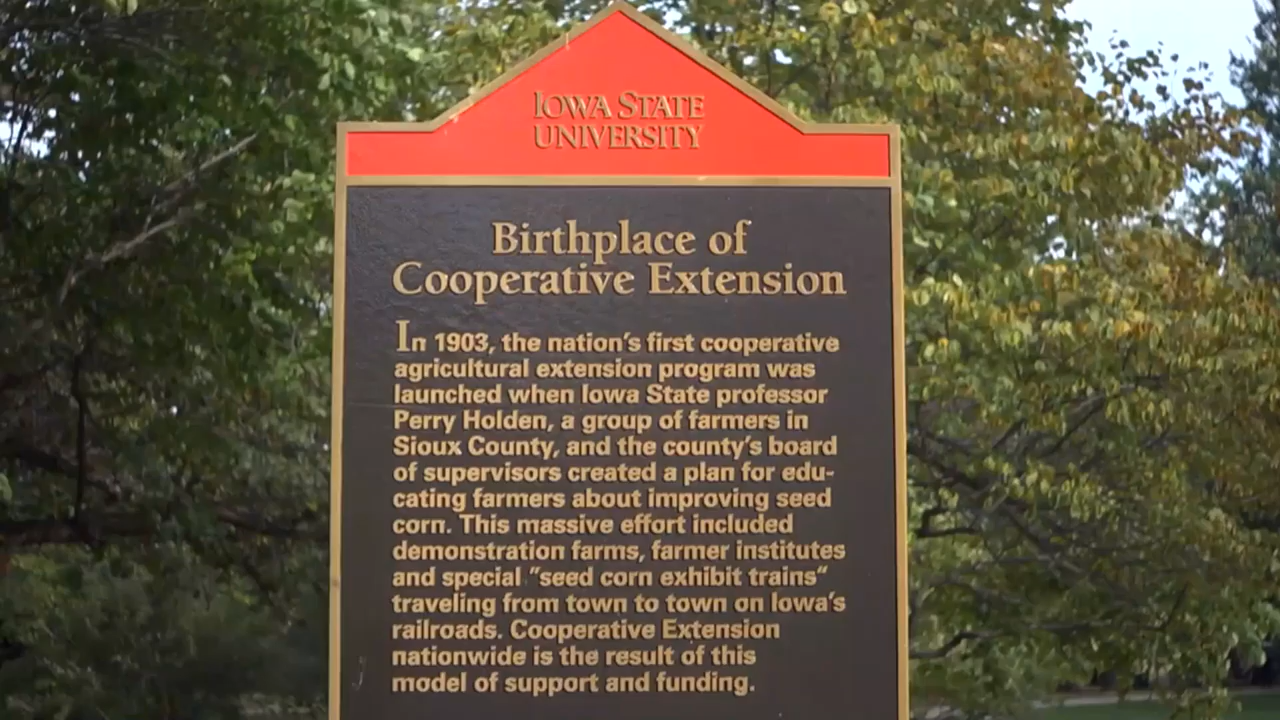 IOWA STATE
UNIVERSITY
Birthplace of
Cooperative Extension
In 1903, the nation's first cooperative
agricultural extension program was
launched when Iowa State professor
Perry Holden, a group of farmers in
Sioux County, and the county's board
of supervisors created a plan for edu-
cating farmers about improving seed
corn. This massive effort included
demonstration farms, farmer institutes
and special "seed corn exhibit trains"
traveling from town to town on Iowa's
railroads. Cooperative Extension
nationwide is the result of this
model of support and funding.